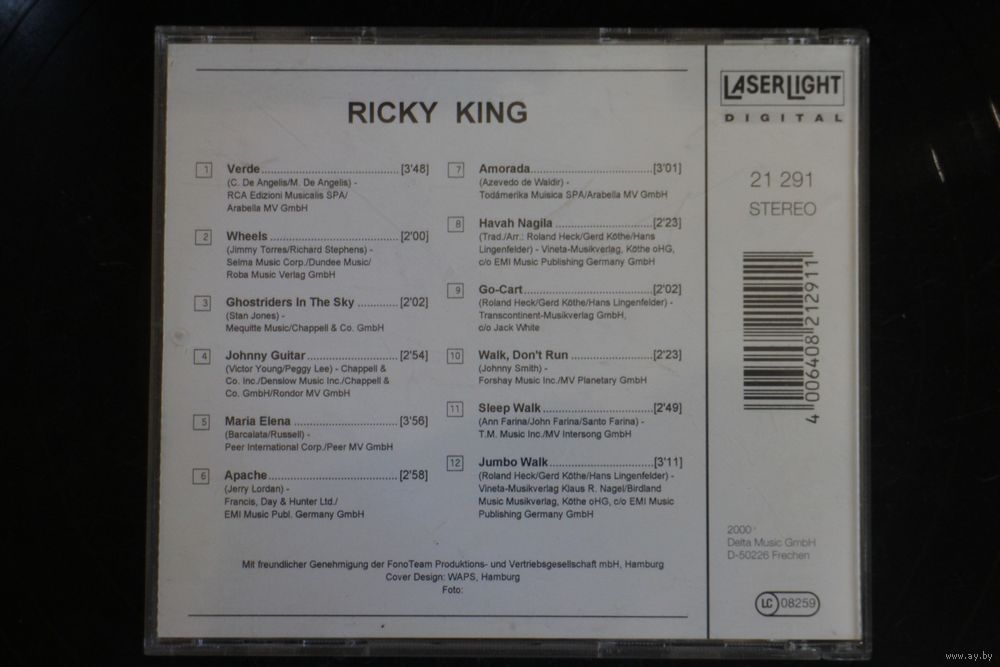 RICKY KING
1 Verde [3'48]
(C. De Angelis/M. De Angelis) -
RCA Edizioni Musicalis SPA/
Arabella MV GmbH
2 Wheels [2'00]
(Jimmy Torres/Richard Stephens) -
Selma Music Corp./Dundee Music/
Roba Music Verlag GmbH
3 Ghostriders In The Sky [2'02]
(Stan Jones) -
Mequitte Music/Chappell & Co. GmbH
4 Johnny Guitar [2'54]
(Victor Young/Peggy Lee) - Chappell &
Co. Inc./Denslow Music Inc./Chappell &
Co. GmbH/Rondor MV GmbH
5 Maria Elena [3'56]
(Barcalata/Russell) -
Peer International Corp./Peer MV GmbH
6 Apache [2'58]
(Jerry Lordan) -
Francis, Day & Hunter Ltd./
EMI Music Publ. Germany GmbH
7 Amorada [3'01]
(Azevedo de Waldir) -
Todámerika Muisica SPA/Arabella MV GmbH
8 Havah Nagila [2'23]
(Trad./Arr.: Roland Heck/Gerd Köthe/Hans
Lingenfelder) - Vineta-Musikverlag, Köthe oHG,
c/o EMI Music Publishing Germany GmbH
9 Go-Cart [2'02]
(Roland Heck/Gerd Köthe/Hans Lingenfelder) -
Transcontinent-Musikverlag GmbH,
c/o Jack White
10 Walk, Don't Run [2'23]
(Johnny Smith) -
Forshay Music Inc./MV Planetary GmbH
11 Sleep Walk [2'49]
(Ann Farina/John Farina/Santo Farina) -
T.M. Music Inc./MV Intersong GmbH
12 Jumbo Walk [3'11]
(Roland Heck/Gerd Köthe/Hans Lingenfelder) -
Vineta-Musikverlag Klaus R. Nagel/Birdland
Music Musikverlag, Köthe oHG, c/o EMI Music
Publishing Germany GmbH
Mit freundlicher Genehmigung der FonoTeam Produktions- und Vertriebsgesellschaft mbH, Hamburg
Cover Design: WAPS, Hamburg
Foto:
LASERLIGHT
DIGITAL
21 291
STEREO
4 006408 212911
2000
Delta Music GmbH
D-50226 Frechen
LC 08259
www.ay.by